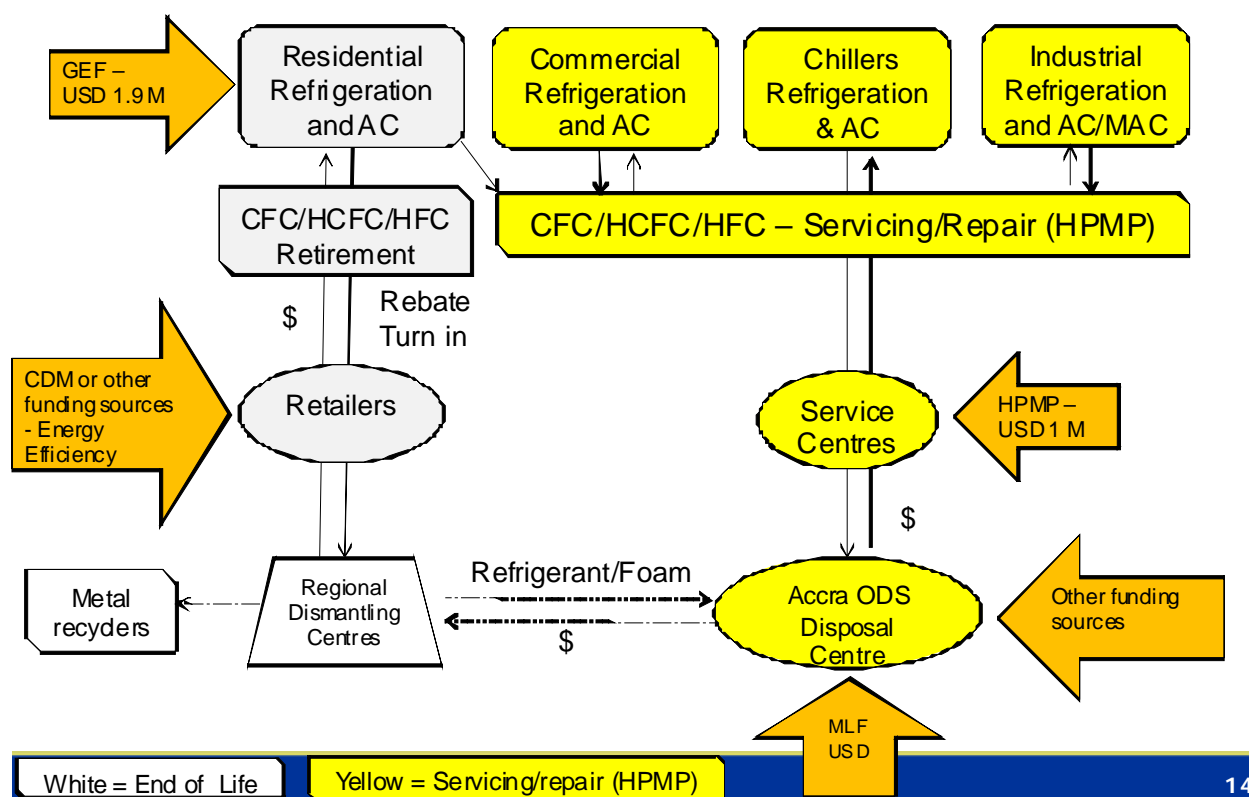 GEF –
USD 1.9 M
Residential
Refrigeration
and AC
Commercial
Refrigeration
and AC
Chillers
Refrigeration
& AC
Industrial
Refrigeration
and AC/MAC
CFC/HCFC/HFC
Retirement
CFC/HCFC/HFC – Servicing/Repair (HPMP)
$
Rebate
Turn in
CDM or other
funding sources
- Energy
Efficiency
Retailers
Service
Centres
HPMP –
USD 1 M
$
Metal
recyders
Regional
Dismantling
Centres
Refrigerant/Foam
$
Accra ODS
Disposal
Centre
Other funding
sources
MLF
USD
White = End of Life
Yellow = Servicing/repair (HPMP)
14